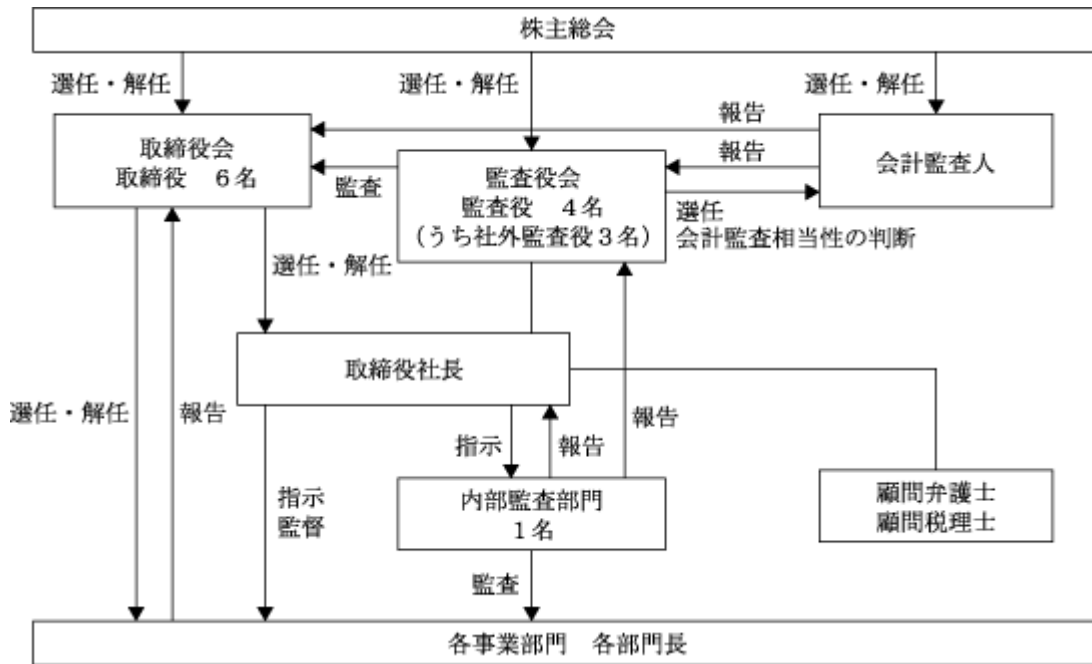 株主総会
選任・解任
選任・解任
選任・解任
報告
取締役会
取締役　6名
監査
監査役会
監査役　4名
（うち社外監査役3名）
報告
会計監査人
選任
会計監査相当性の判断
選任・解任
取締役社長
選任・解任
報告
指示
報告
報告
指示
監督
内部監査部門
1名
顧問弁護士
顧問税理士
監査
各事業部門　各部門長